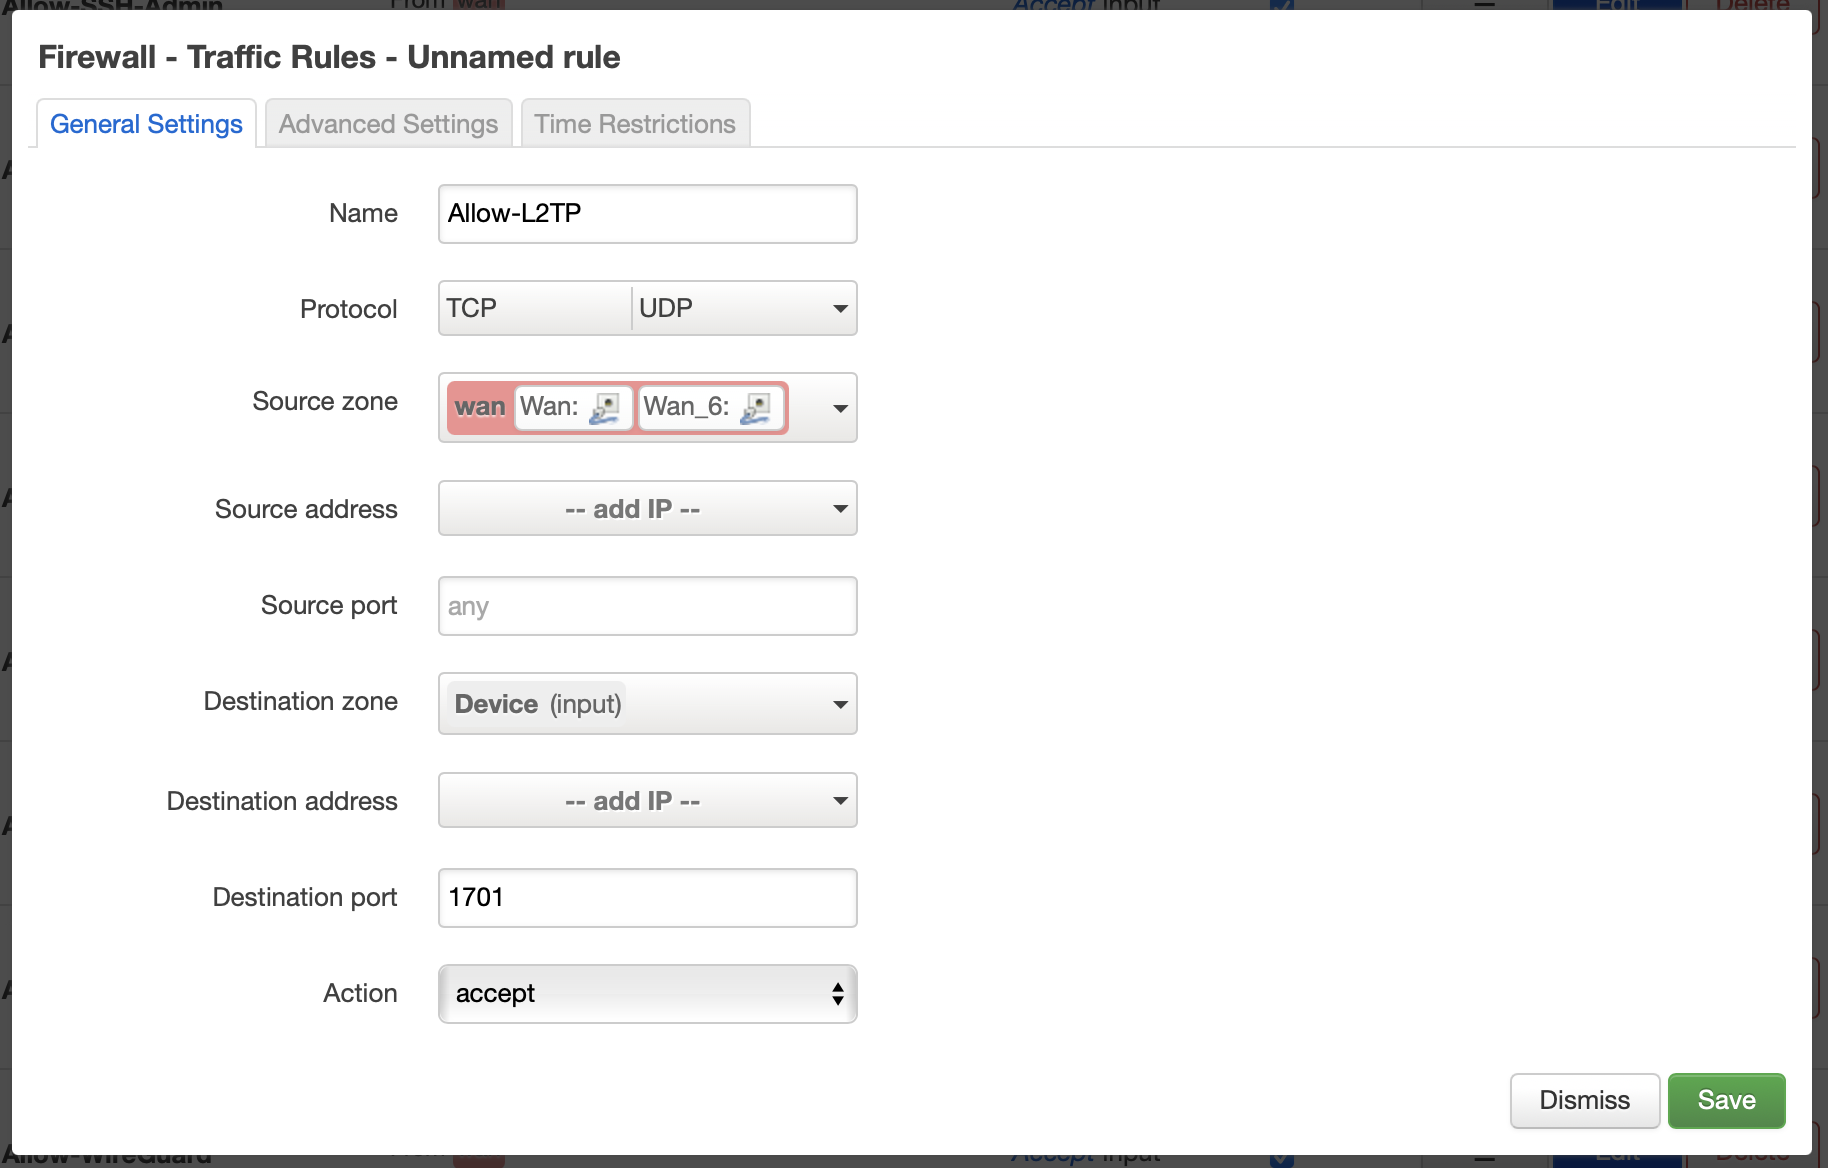 Allow-SSH-Admin From wan Accept input Edit Delete
Firewall - Traffic Rules - Unnamed rule
General Settings Advanced Settings Time Restrictions
Name Allow-L2TP
Protocol TCP UDP
Source zone wan Wan: Wan_6:
Source address -- add IP --
Source port any
Destination zone Device (input)
Destination address -- add IP --
Destination port 1701
Action accept
Dismiss Save
Allow-WireGuard From Accept input Edit Delete